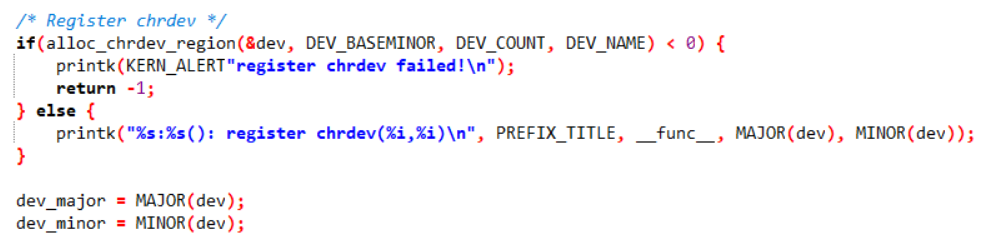 /* Register chrdev */
if(alloc_chrdev_region(&dev, DEV_BASEMINOR, DEV_COUNT, DEV_NAME) < 0) {
    printk(KERN_ALERT"register chrdev failed!\n");
    return -1;
} else {
    printk("%s:%s(): register chrdev(%i,%i)\n", PREFIX_TITLE, __func__, MAJOR(dev), MINOR(dev));
}
dev_major = MAJOR(dev);
dev_minor = MINOR(dev);